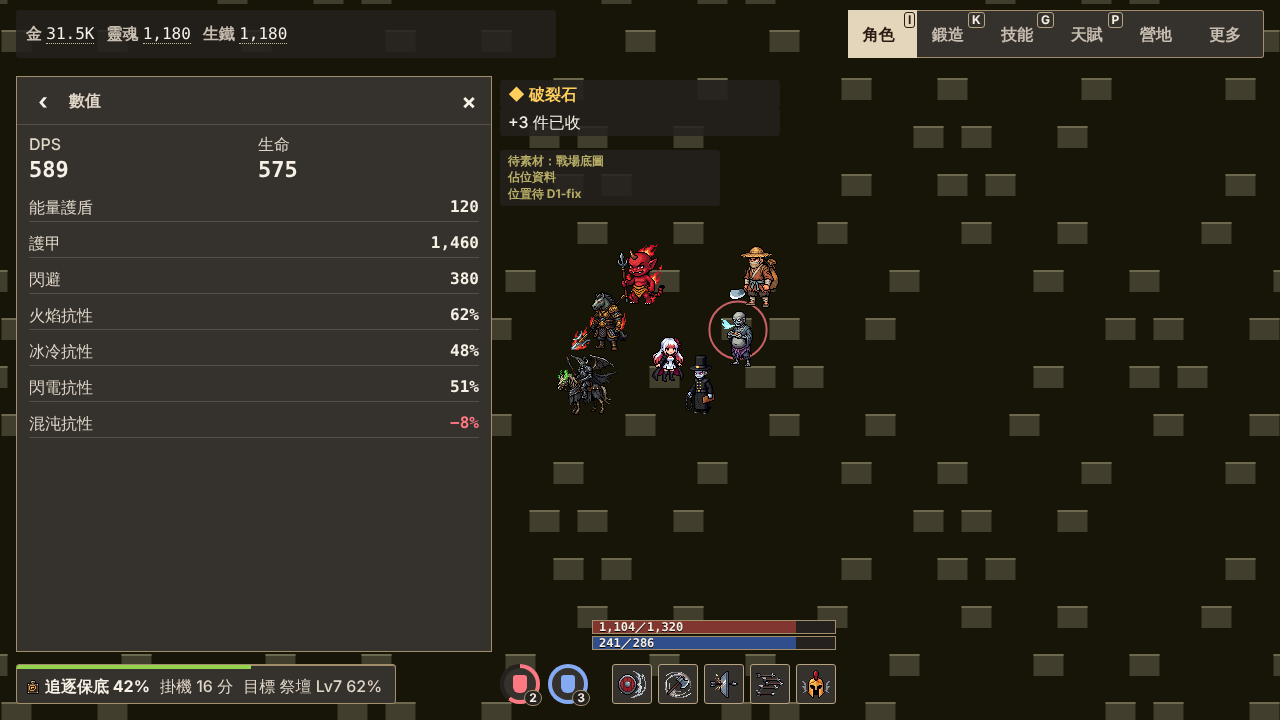 金 31.5K 靈魂 1,180 生鐵 1,180
角色 I 鍛造 K 技能 G 天賦 P 營地 更多
‹ 數值 ×
◆ 破裂石
+3 件已收
DPS 生命
589 575
待素材：戰場底圖
佔位資料
位置待 D1-fix
能量護盾 120
護甲 1,460
閃避 380
火焰抗性 62%
冰冷抗性 48%
閃電抗性 51%
混沌抗性 −8%
1,104／1,320
241／286
追逐保底 42% 掛機 16 分 目標 祭壇 Lv7 62%
2 3